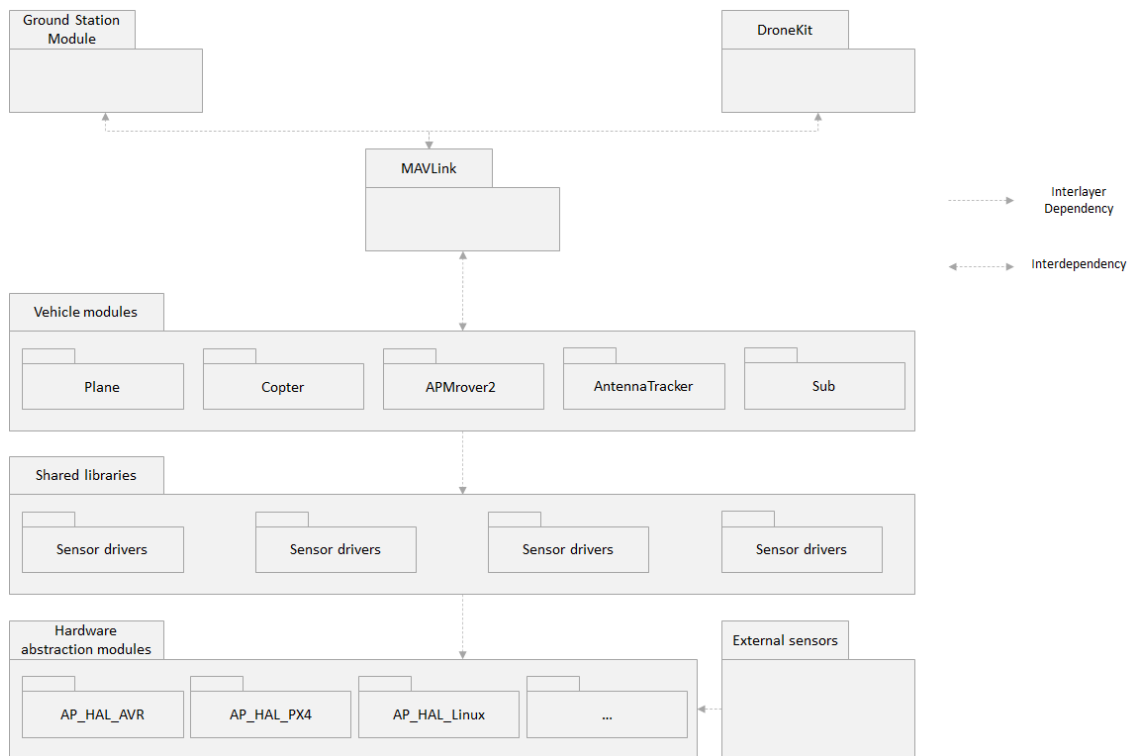 Ground Station
Module
DroneKit
MAVLink
Interlayer
Dependency
Interdependency
Vehicle modules
Plane
Copter
APMrover2
AntennaTracker
Sub
Shared libraries
Sensor drivers
Sensor drivers
Sensor drivers
Sensor drivers
Hardware
abstraction modules
External sensors
AP_HAL_AVR
AP_HAL_PX4
AP_HAL_Linux
...